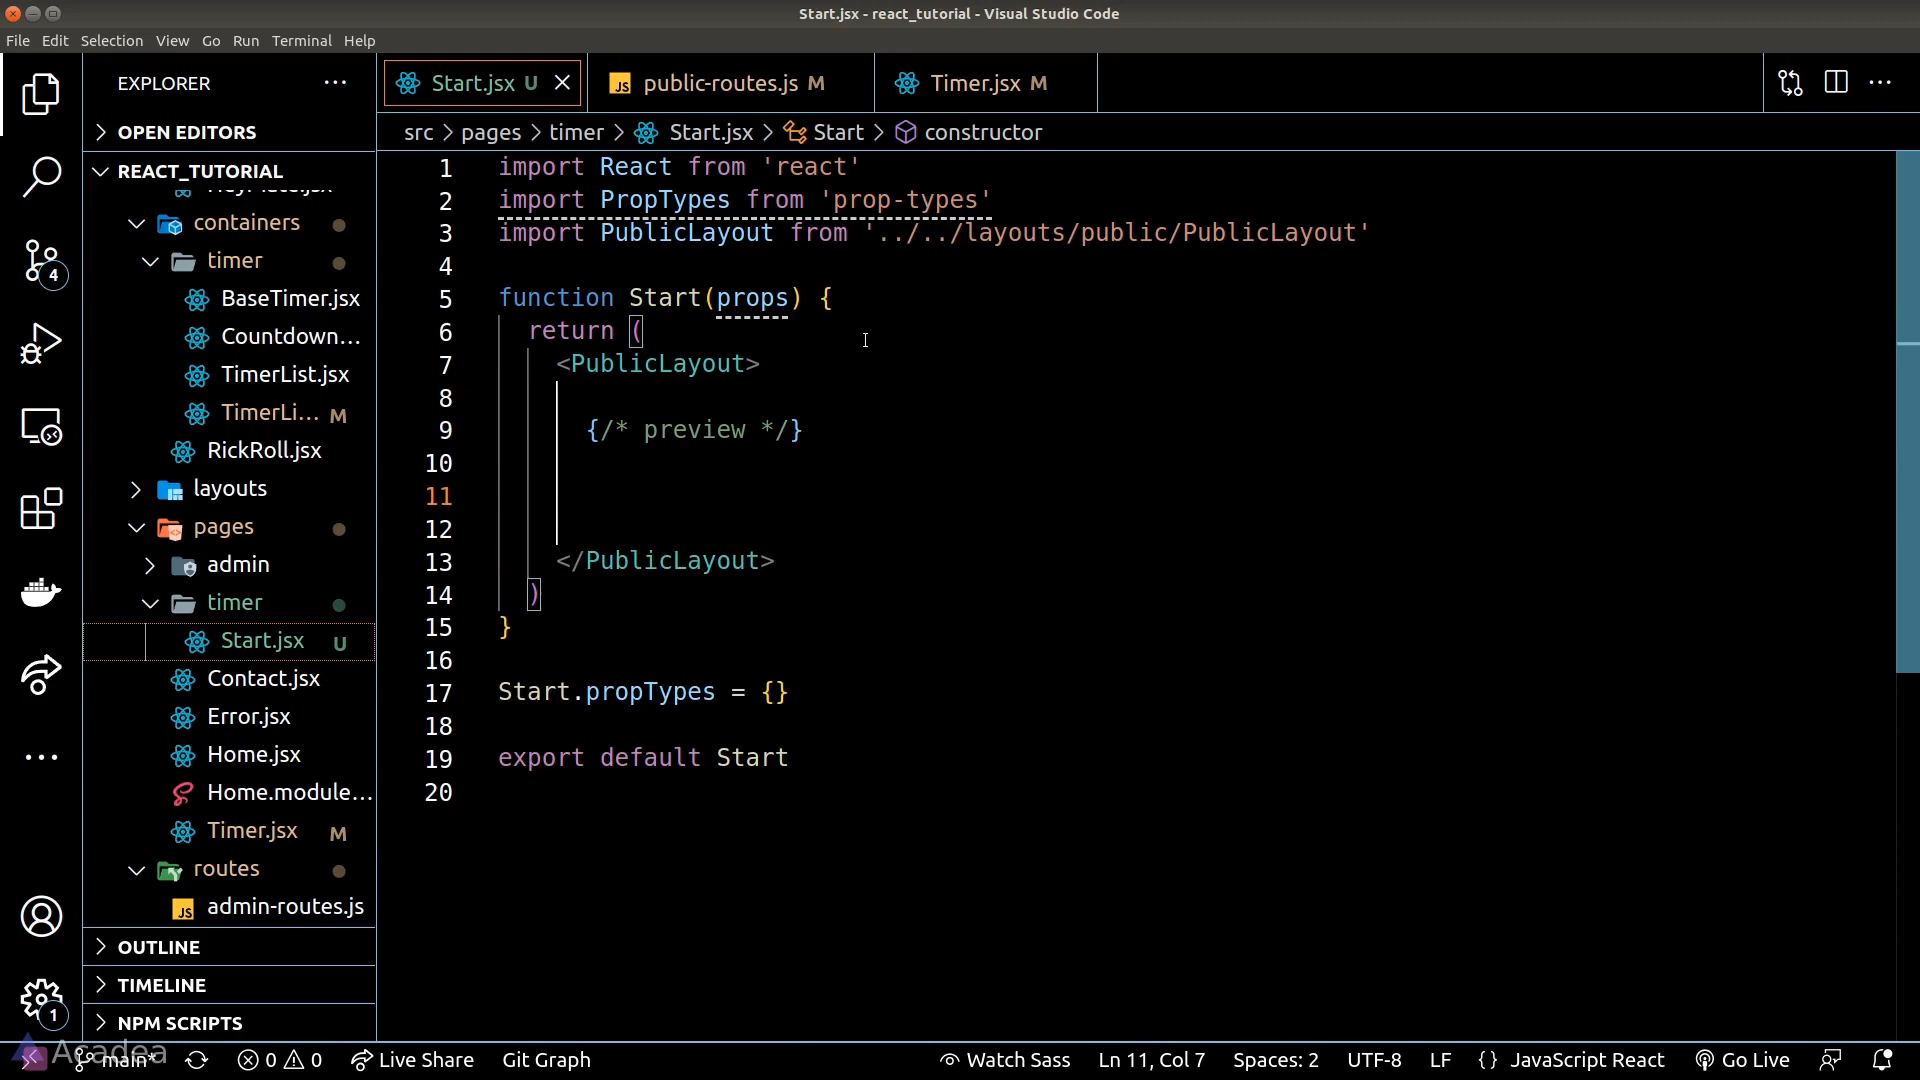 Start.jsx - react_tutorial - Visual Studio Code
File Edit Selection View Go Run Terminal Help
EXPLORER
OPEN EDITORS
REACT_TUTORIAL
containers
timer
BaseTimer.jsx
Countdown...
TimerList.jsx
TimerLi... M
RickRoll.jsx
layouts
pages
admin
timer
Start.jsx U
Contact.jsx
Error.jsx
Home.jsx
Home.module...
Timer.jsx M
routes
JS admin-routes.js
OUTLINE
TIMELINE
NPM SCRIPTS
4
1
Start.jsx U
JS public-routes.js M
Timer.jsx M
src > pages > timer > Start.jsx > Start > constructor
1 import React from 'react'
2 import PropTypes from 'prop-types'
3 import PublicLayout from '../../layouts/public/PublicLayout'
4
5 function Start(props) {
6 return (
7 <PublicLayout>
8
9 {/* preview */}
10
11
12
13 </PublicLayout>
14 )
15 }
16
17 Start.propTypes = {}
18
19 export default Start
20
Acadea
main* 0 0 Live Share Git Graph Watch Sass Ln 11, Col 7 Spaces: 2 UTF-8 LF {} JavaScript React Go Live